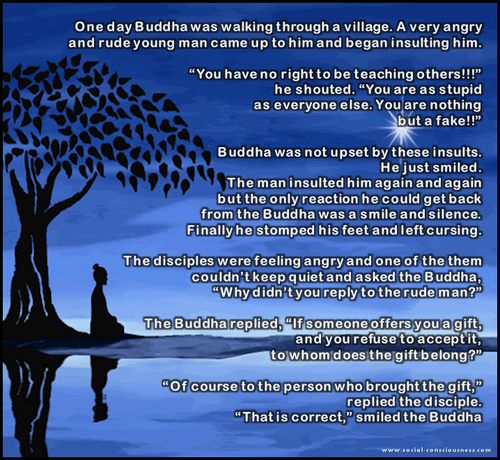 One day Buddha was walking through a village. A very angry
and rude young man came up to him and began insulting him.
“You have no right to be teaching others!!!”
he shouted. “You are as stupid
as everyone else. You are nothing
but a fake!!”
Buddha was not upset by these insults.
He just smiled.
The man insulted him again and again
but the only reaction he could get back
from the Buddha was a smile and silence.
Finally he stomped his feet and left cursing.
The disciples were feeling angry and one of the them
couldn’t keep quiet and asked the Buddha,
“Why didn’t you reply to the rude man?”
The Buddha replied, “If someone offers you a gift,
and you refuse to accept it,
to whom does the gift belong?”
“Of course to the person who brought the gift,”
replied the disciple.
“That is correct,” smiled the Buddha
www.social-consciousness.com